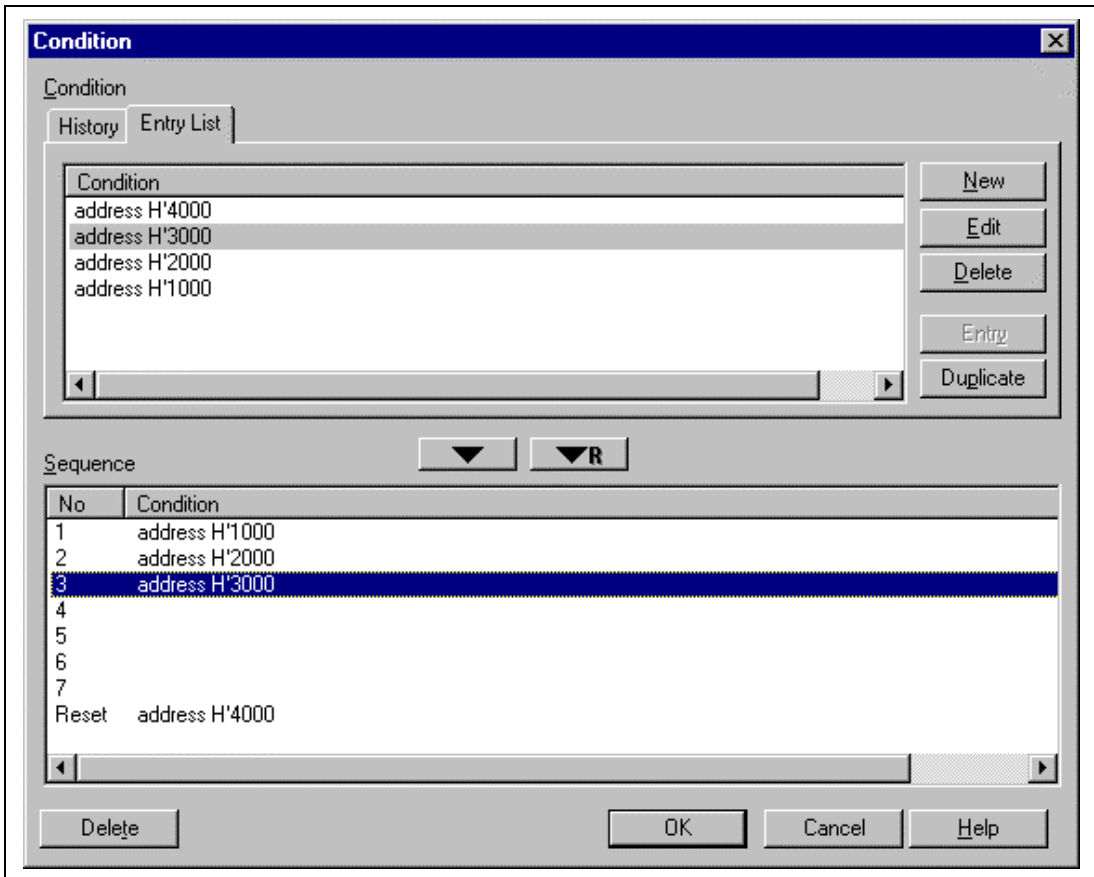 Condition
Condition
History Entry List
Condition
address H'4000
address H'3000
address H'2000
address H'1000
New
Edit
Delete
Entry
Duplicate
R
Sequence
No Condition
1 address H'1000
2 address H'2000
3 address H'3000
4
5
6
7
Reset address H'4000
Delete OK Cancel Help